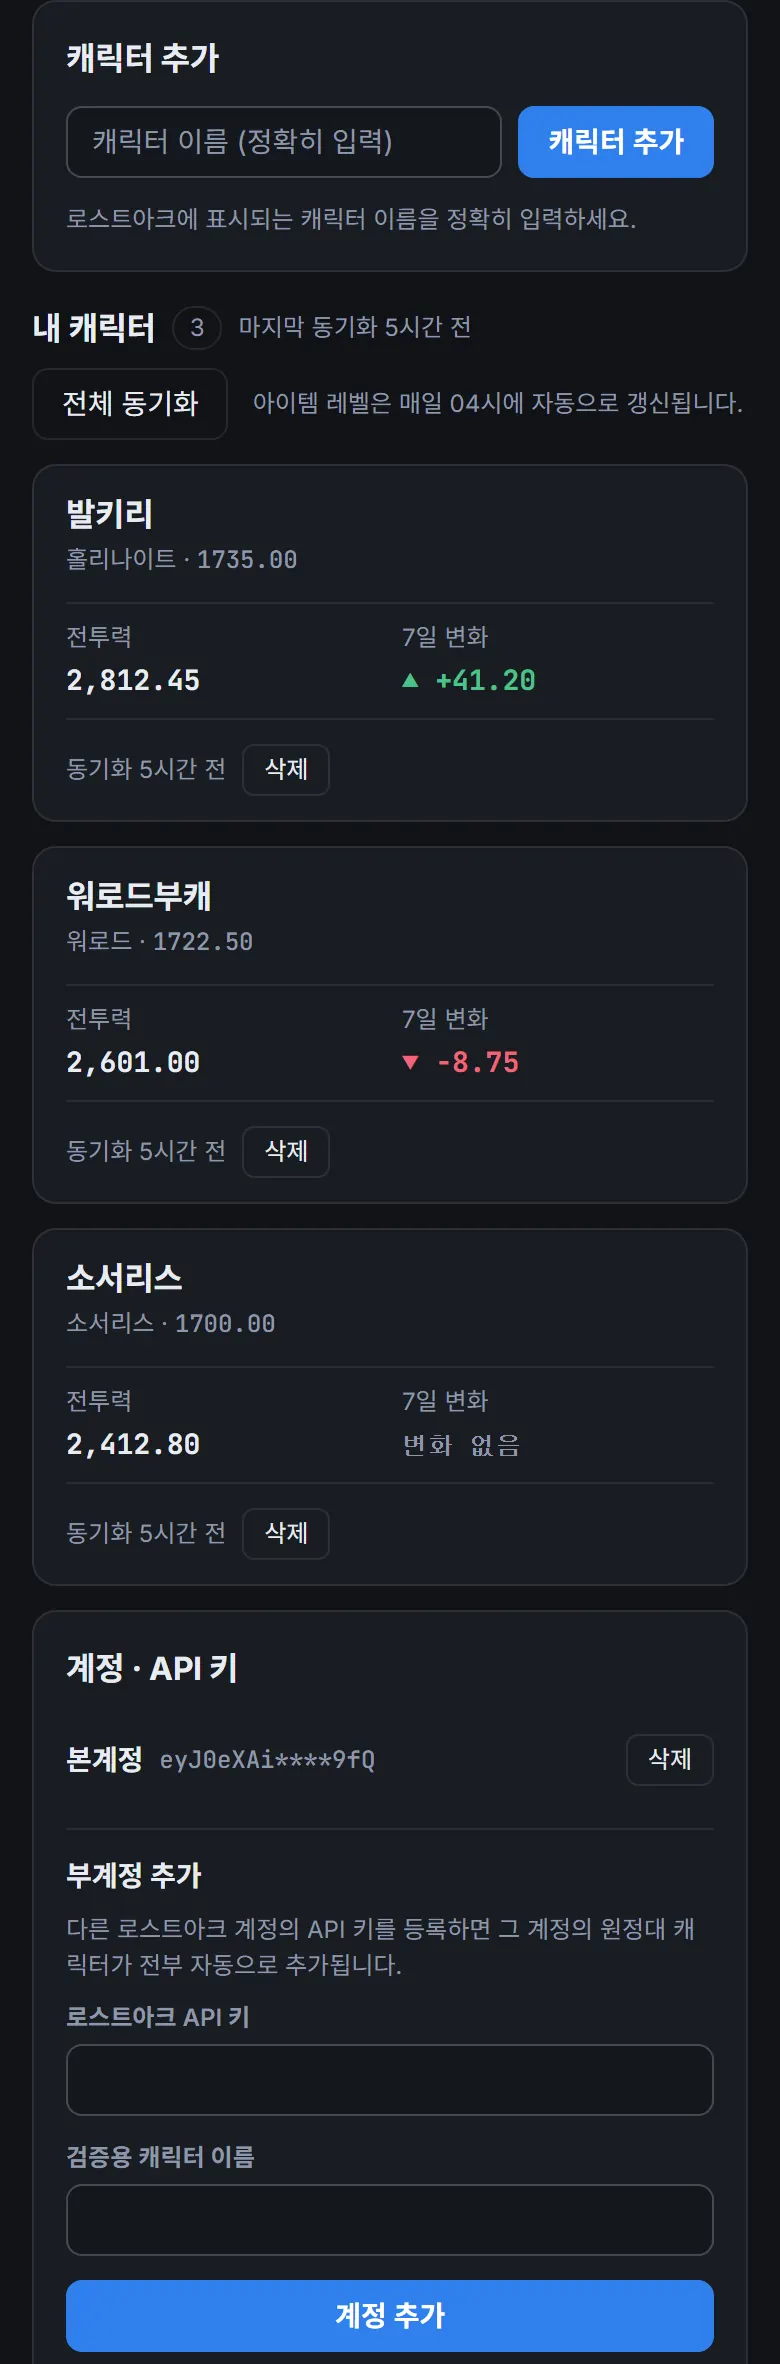 캐릭터 추가
캐릭터 이름 (정확히 입력)
캐릭터 추가
로스트아크에 표시되는 캐릭터 이름을 정확히 입력하세요.
내 캐릭터 3 마지막 동기화 5시간 전
전체 동기화 아이템 레벨은 매일 04시에 자동으로 갱신됩니다.
발키리
홀리나이트 · 1735.00
전투력 7일 변화
2,812.45 ▲ +41.20
동기화 5시간 전 삭제
워로드부캐
워로드 · 1722.50
전투력 7일 변화
2,601.00 ▼ -8.75
동기화 5시간 전 삭제
소서리스
소서리스 · 1700.00
전투력 7일 변화
2,412.80 변화 없음
동기화 5시간 전 삭제
계정 · API 키
본계정 eyJ0eXAi****9fQ 삭제
부계정 추가
다른 로스트아크 계정의 API 키를 등록하면 그 계정의 원정대 캐
릭터가 전부 자동으로 추가됩니다.
로스트아크 API 키
검증용 캐릭터 이름
계정 추가